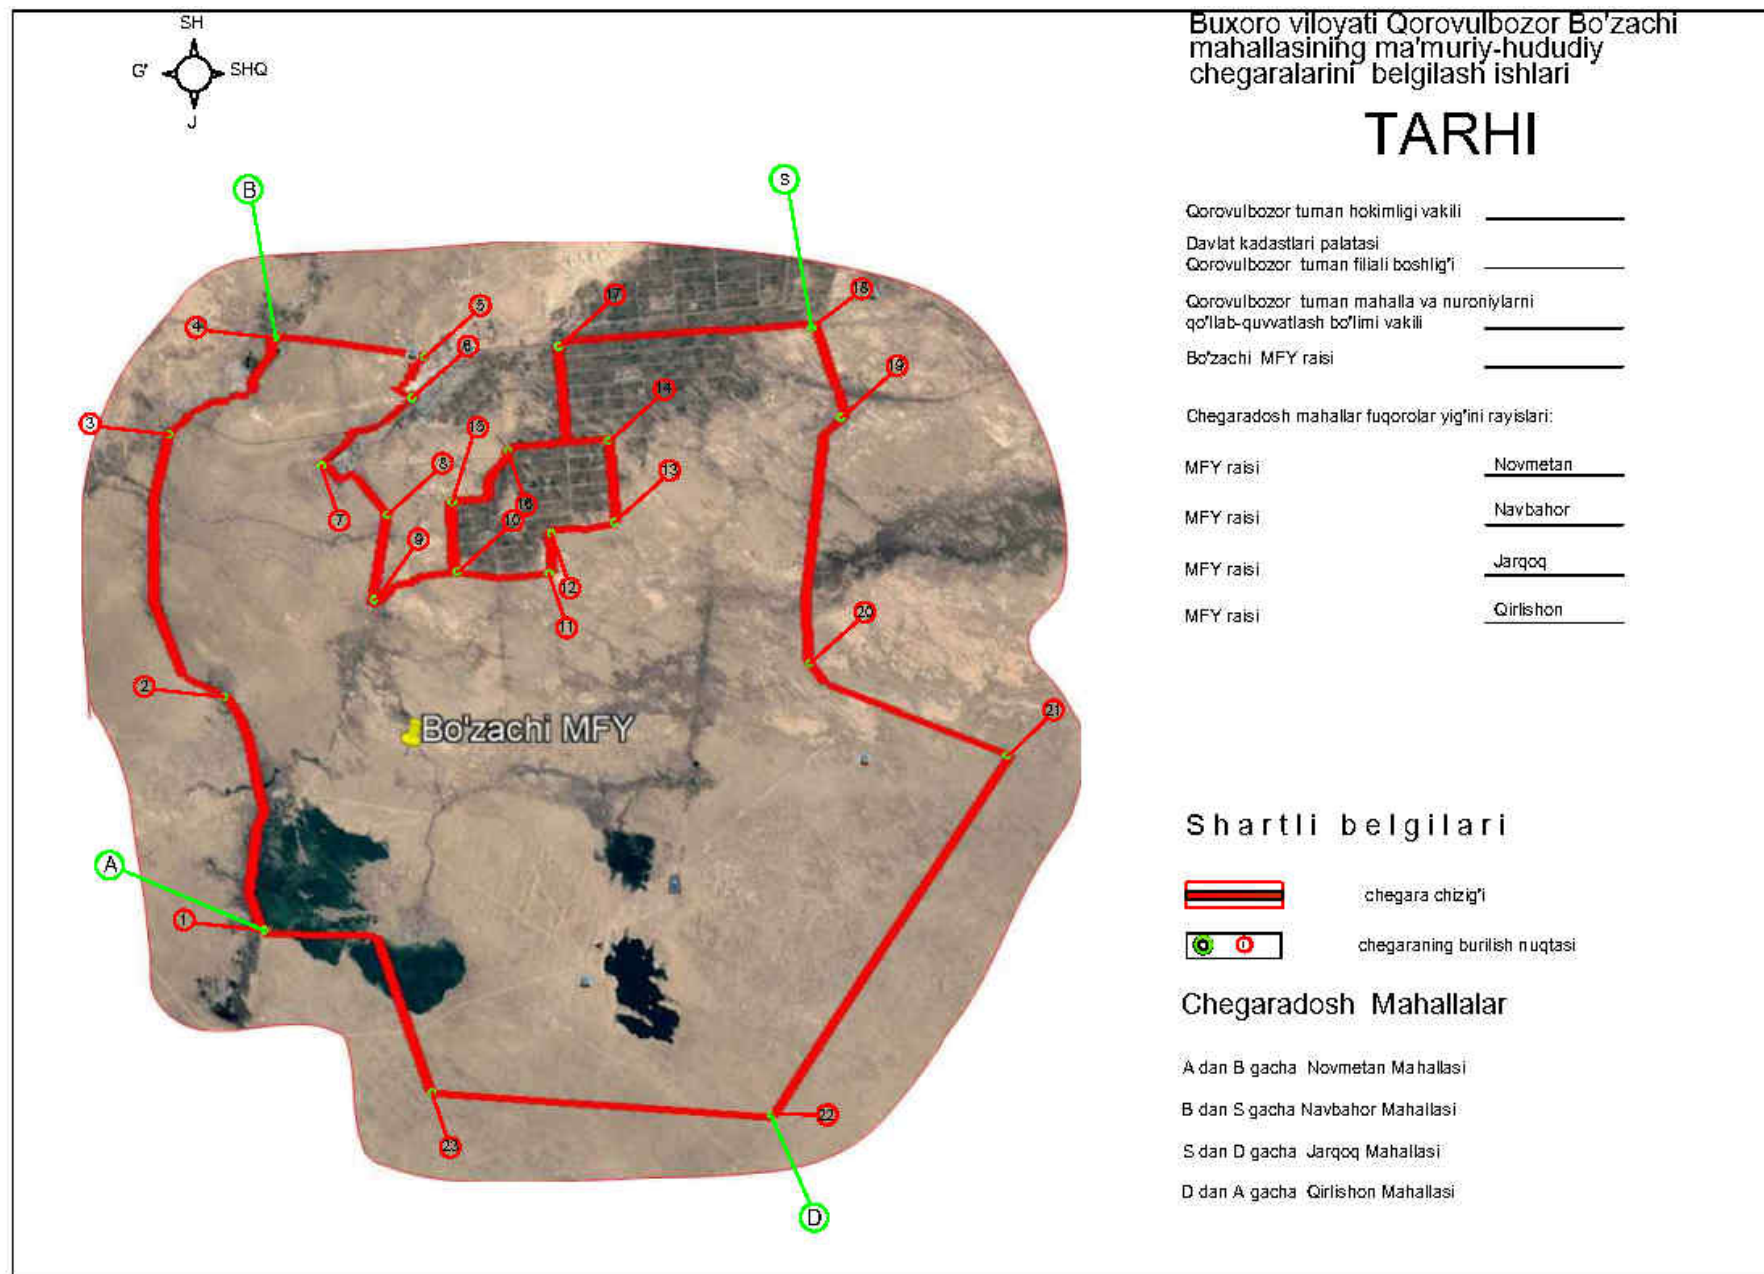 SH
G' SHQ
J
Buxoro viloyati Qorovulbozor Bo'zachi
mahallasining ma'muriy-hududiy
chegaralarini belgilash ishlari
TARHI
Qorovulbozor tuman hokimligi vakili
Davlat kadastlari palatasi
Qorovulbozor tuman filiali boshlig'i
Qorovulbozor tuman mahalla va nuroniylarni
qo'llab-quvvatlash bo'limi vakili
Bo'zachi MFY raisi
Chegaradosh mahallar fuqorolar yig'ini rayislari:
MFY raisi Novmetan
MFY raisi Navbahor
MFY raisi Jarqoq
MFY raisi Qirlishon
B
S
18
17
5
4
6
19
14
3
15
8
13
16
7
10
9
12
20
11
2
21
Bo'zachi MFY
A
1
22
23
D
Shartli belgilari
chegara chizig'i
1 chegaraning burilish nuqtasi
Chegaradosh Mahallalar
A dan B gacha Novmetan Mahallasi
B dan S gacha Navbahor Mahallasi
S dan D gacha Jarqoq Mahallasi
D dan A gacha Qirlishon Mahallasi